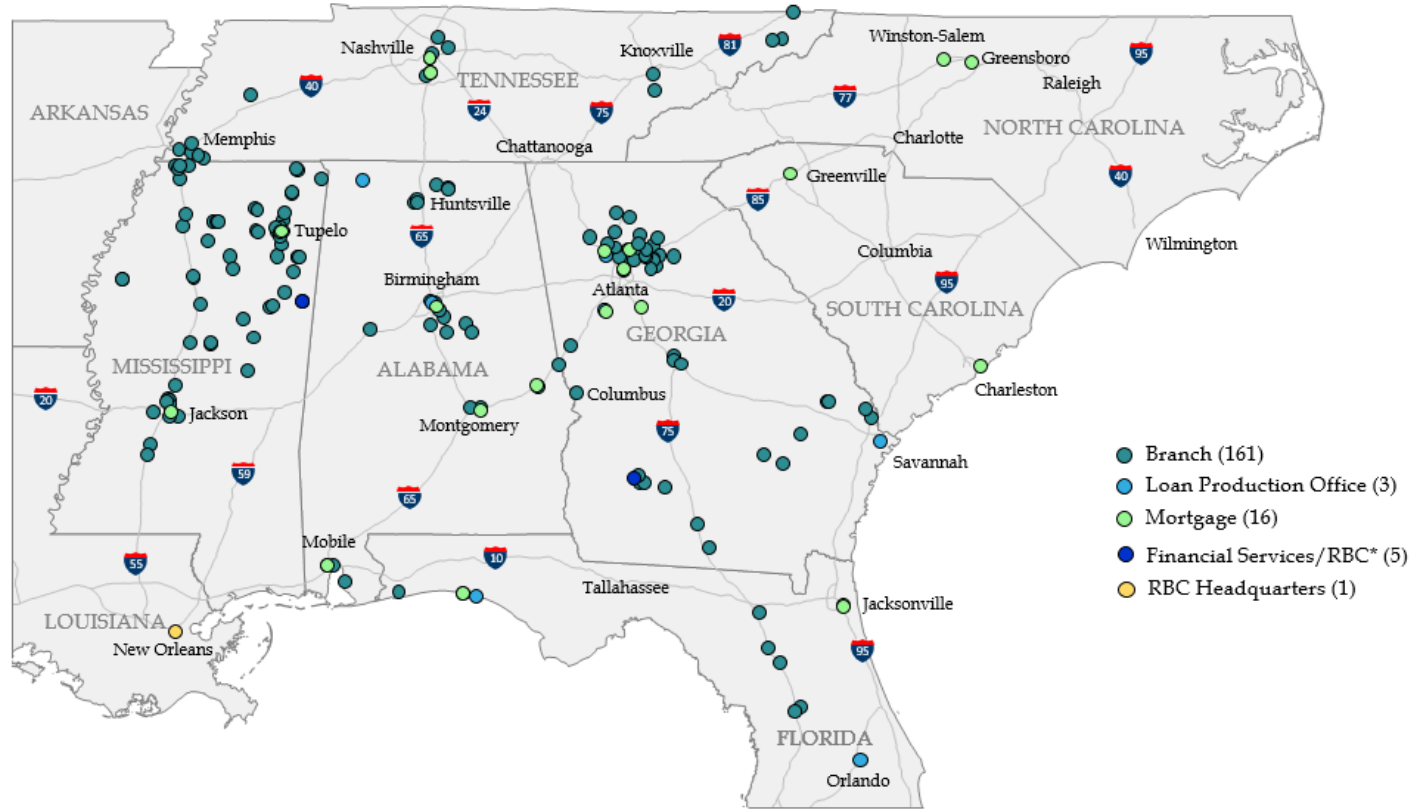 Nashville
Knoxville
81
Winston-Salem
Greensboro
95
Raleigh
TENNESSEE
40
24
75
77
ARKANSAS
NORTH CAROLINA
Memphis
Chattanooga
Charlotte
Greenville
40
85
Huntsville
Tupelo
65
Wilmington
Columbia
Birmingham
95
Atlanta
20
SOUTH CAROLINA
GEORGIA
MISSISSIPPI
ALABAMA
Charleston
20
Columbus
Jackson
Montgomery
75
Savannah
59
65
Branch (161)
Loan Production Office (3)
Mortgage (16)
Financial Services/RBC* (5)
RBC Headquarters (1)
Mobile
55
10
Tallahassee
Jacksonville
LOUISIANA
New Orleans
95
FLORIDA
Orlando